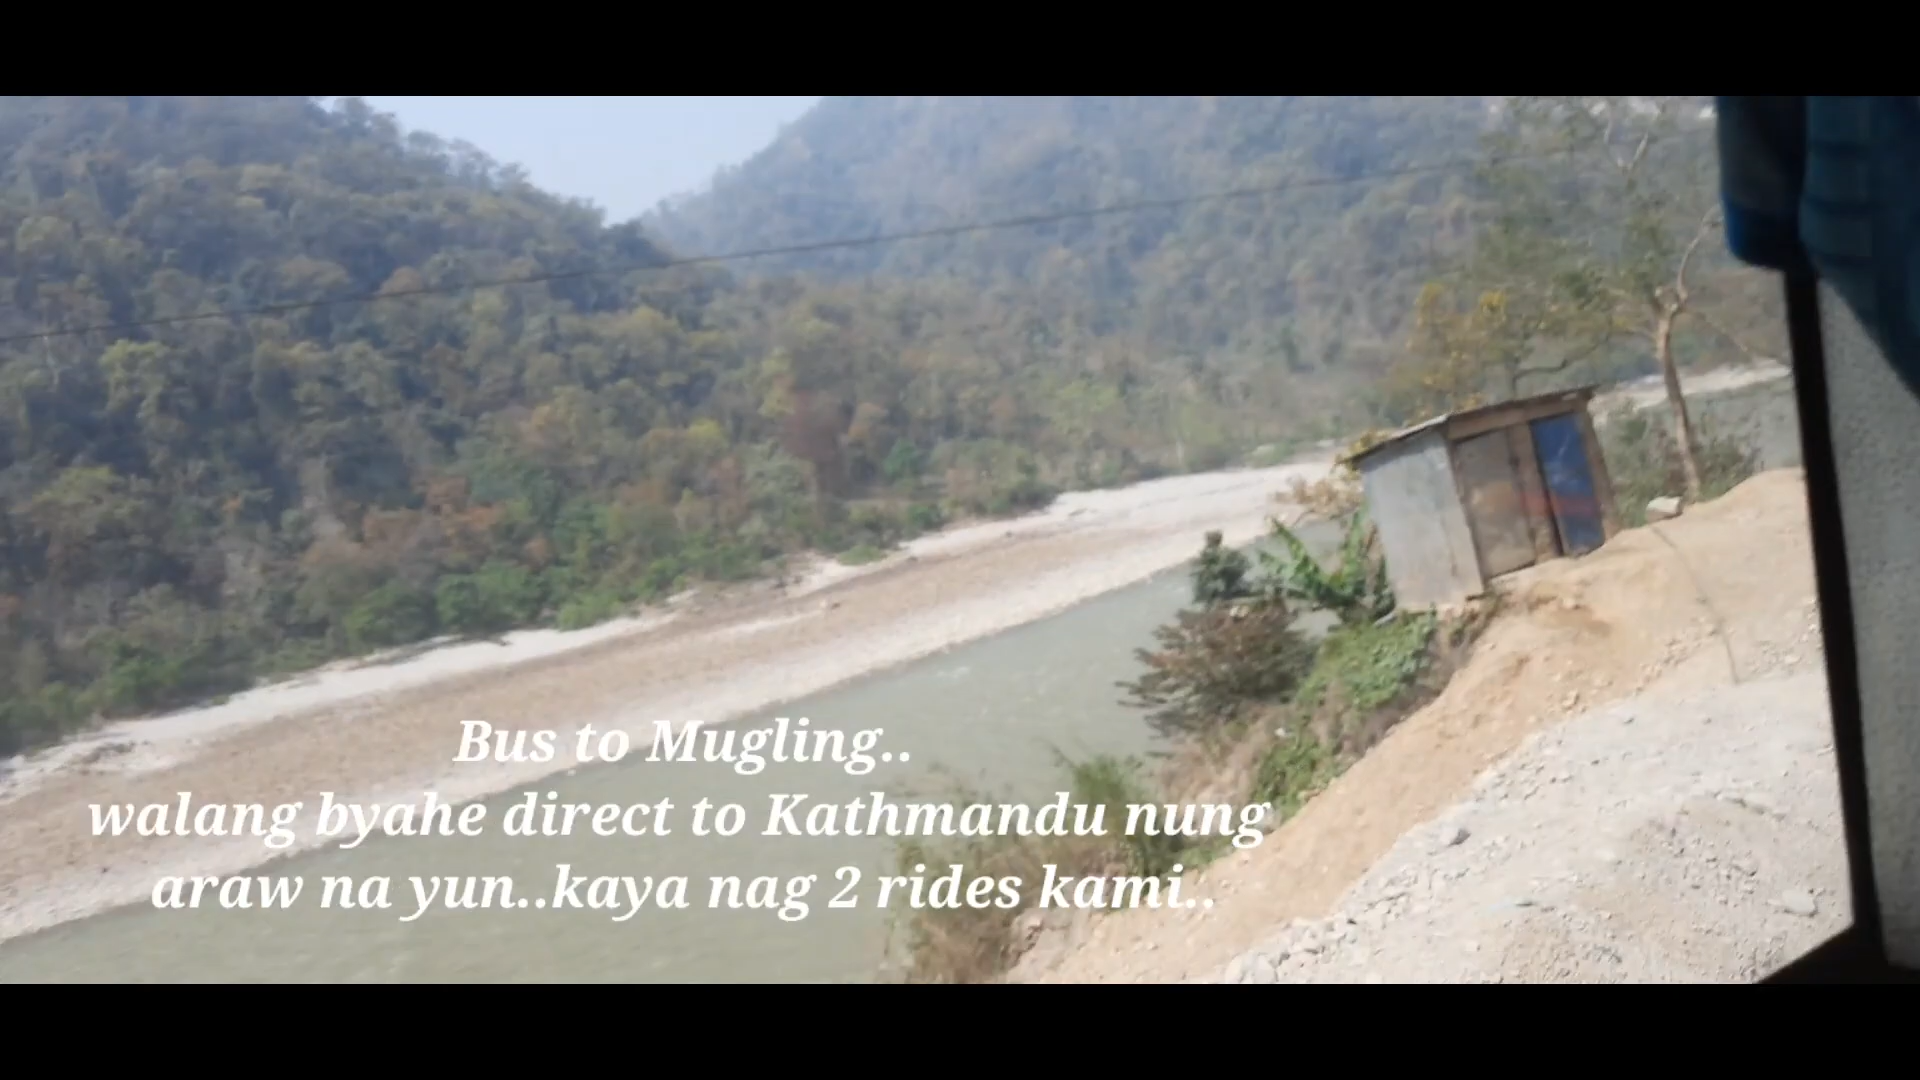 Bus to Mugling..
walang byahe direct to Kathmandu nung
araw na yun..kaya nag 2 rides kami..